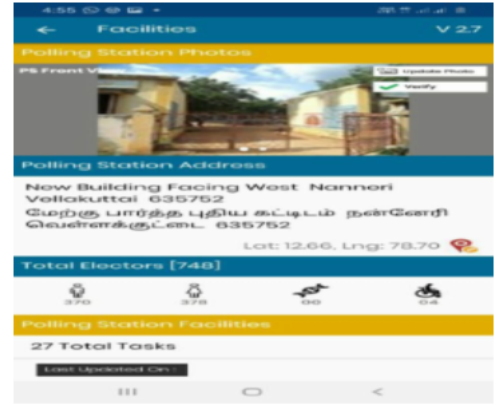 4:55
Facilities V 2.7
Polling Station Photos
PS Front View
Update Photo
Verify
Polling Station Address
New Building Facing West Nanneri
Vellakuttai 635752
மேற்கு பார்த்த புதிய கட்டிடம் நன்னேரி
வெள்ளக்குட்டை 635752
Lat: 12.66, Lng: 78.70
Total Electors [748]
370 378 00 04
Polling Station Facilities
27 Total Tasks
Last Updated On :